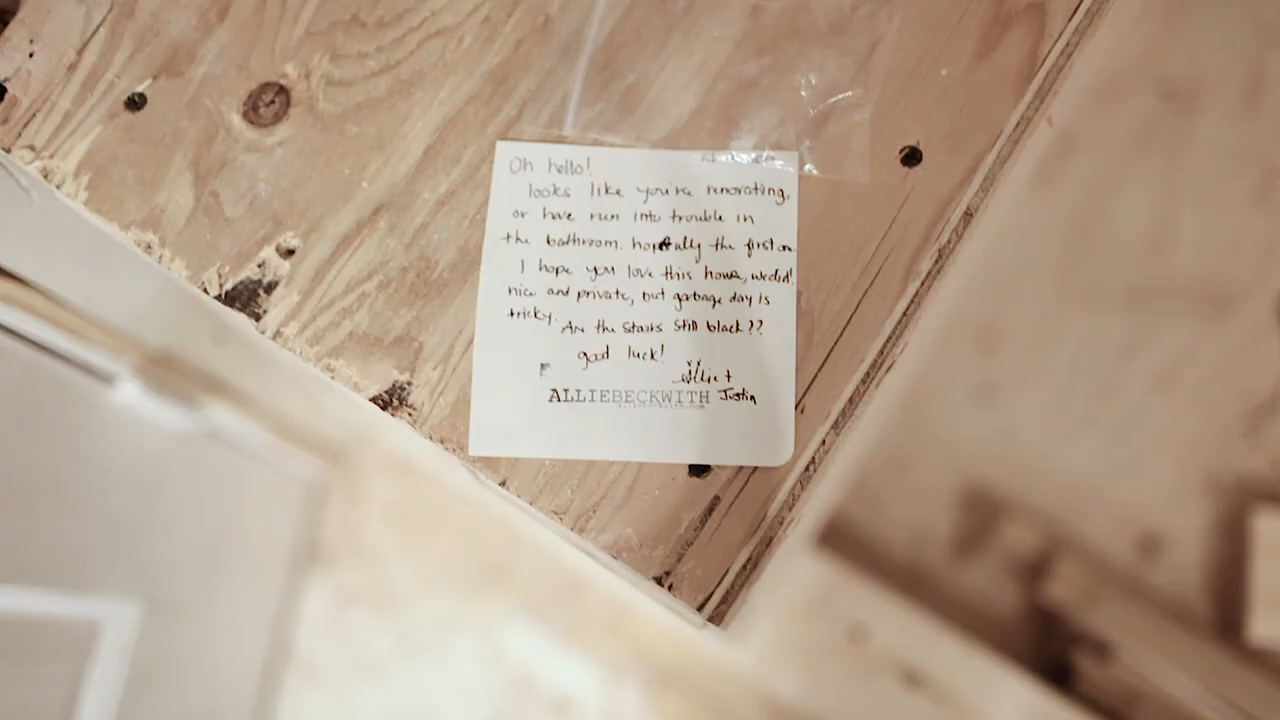 Oh hello!
looks like you're renovating,
or have run into trouble in
the bathroom. hopefully the first one
I hope you love this house, we did!
nice and private, but garbage day is
tricky.
Are the stairs still black??
good luck!
Allie +
Justin
ALLIEBECKWITH